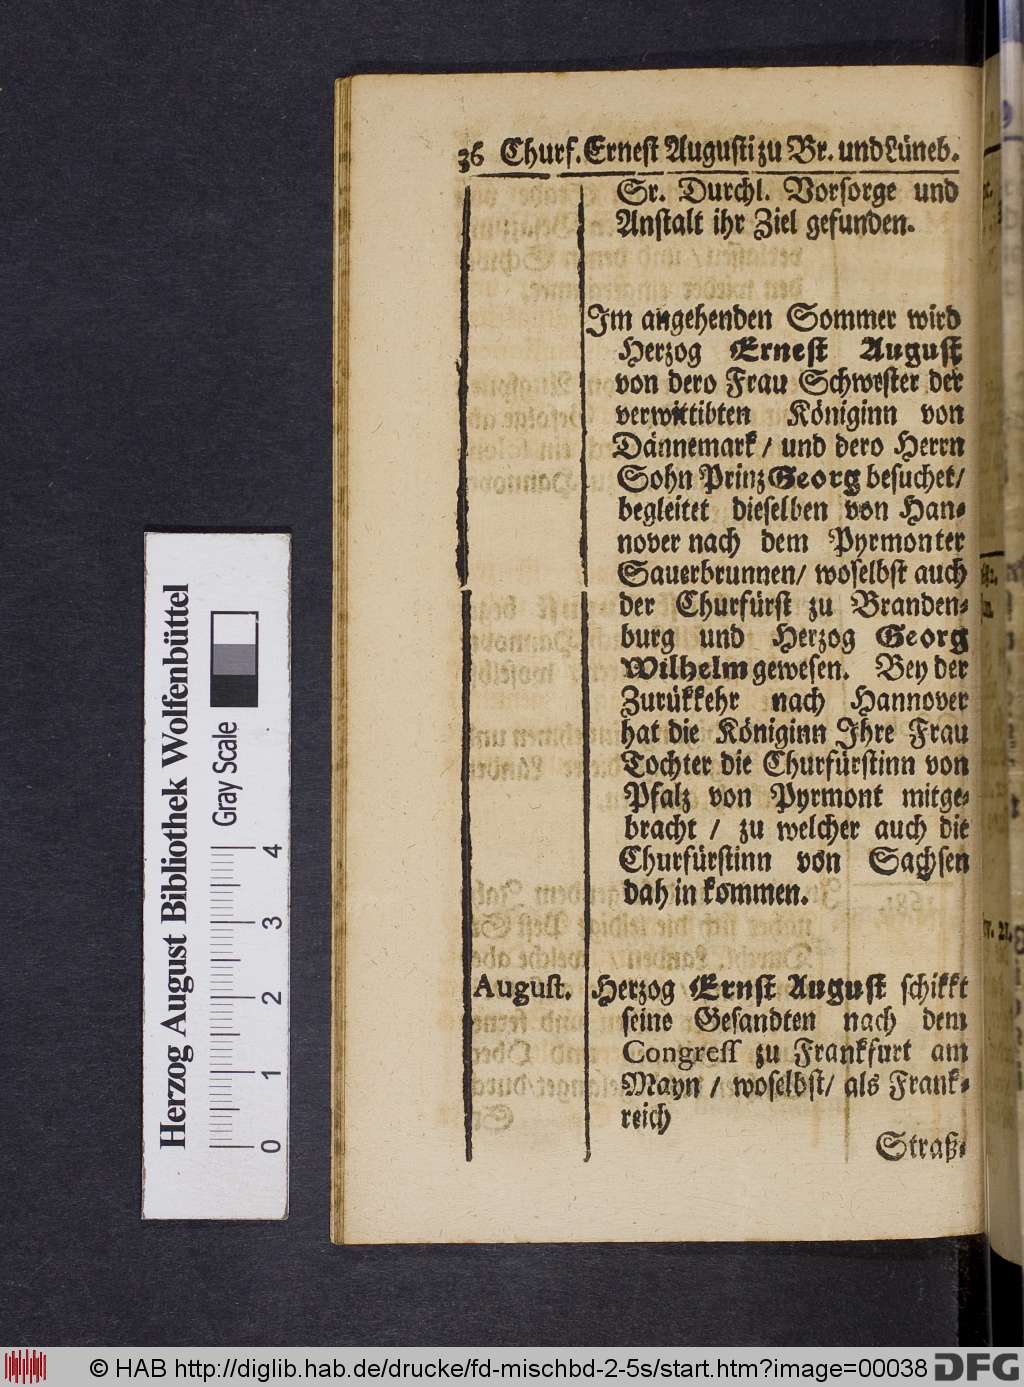 36 Churf. Ernest Augusti zu Br. und Lüneb.
Sr. Durchl. Vorsorge und
Anstalt ihr Ziel gefunden.
Im angehenden Sommer wird
Herzog Ernest August
von dero Frau Schwester der
verwittibten Königinn von
Dännemark / und dero Herrn
Sohn Prinz Georg besuchet /
begleitet dieselben von Han-
nover nach dem Pyrmonter
Sauerbrunnen / woselbst auch
der Churfürst zu Branden-
burg und Herzog Georg
Wilhelm gewesen. Bey der
Zurükkehr nach Hannover
hat die Königinn Ihre Frau
Tochter die Churfürstinn von
Pfalz von Pyrmont mitge-
bracht / zu welcher auch die
Churfürstinn von Sachsen
dahin kommen.
August. Herzog Ernst August schikkt
seine Gesandten nach dem
Congress zu Frankfurt am
Mayn / woselbst / als Frank-
reich
Straß-
Herzog August Bibliothek Wolfenbüttel
Gray Scale
0 1 2 3 4
© HAB http://diglib.hab.de/drucke/fd-mischbd-2-5s/start.htm?image=00038
DFG